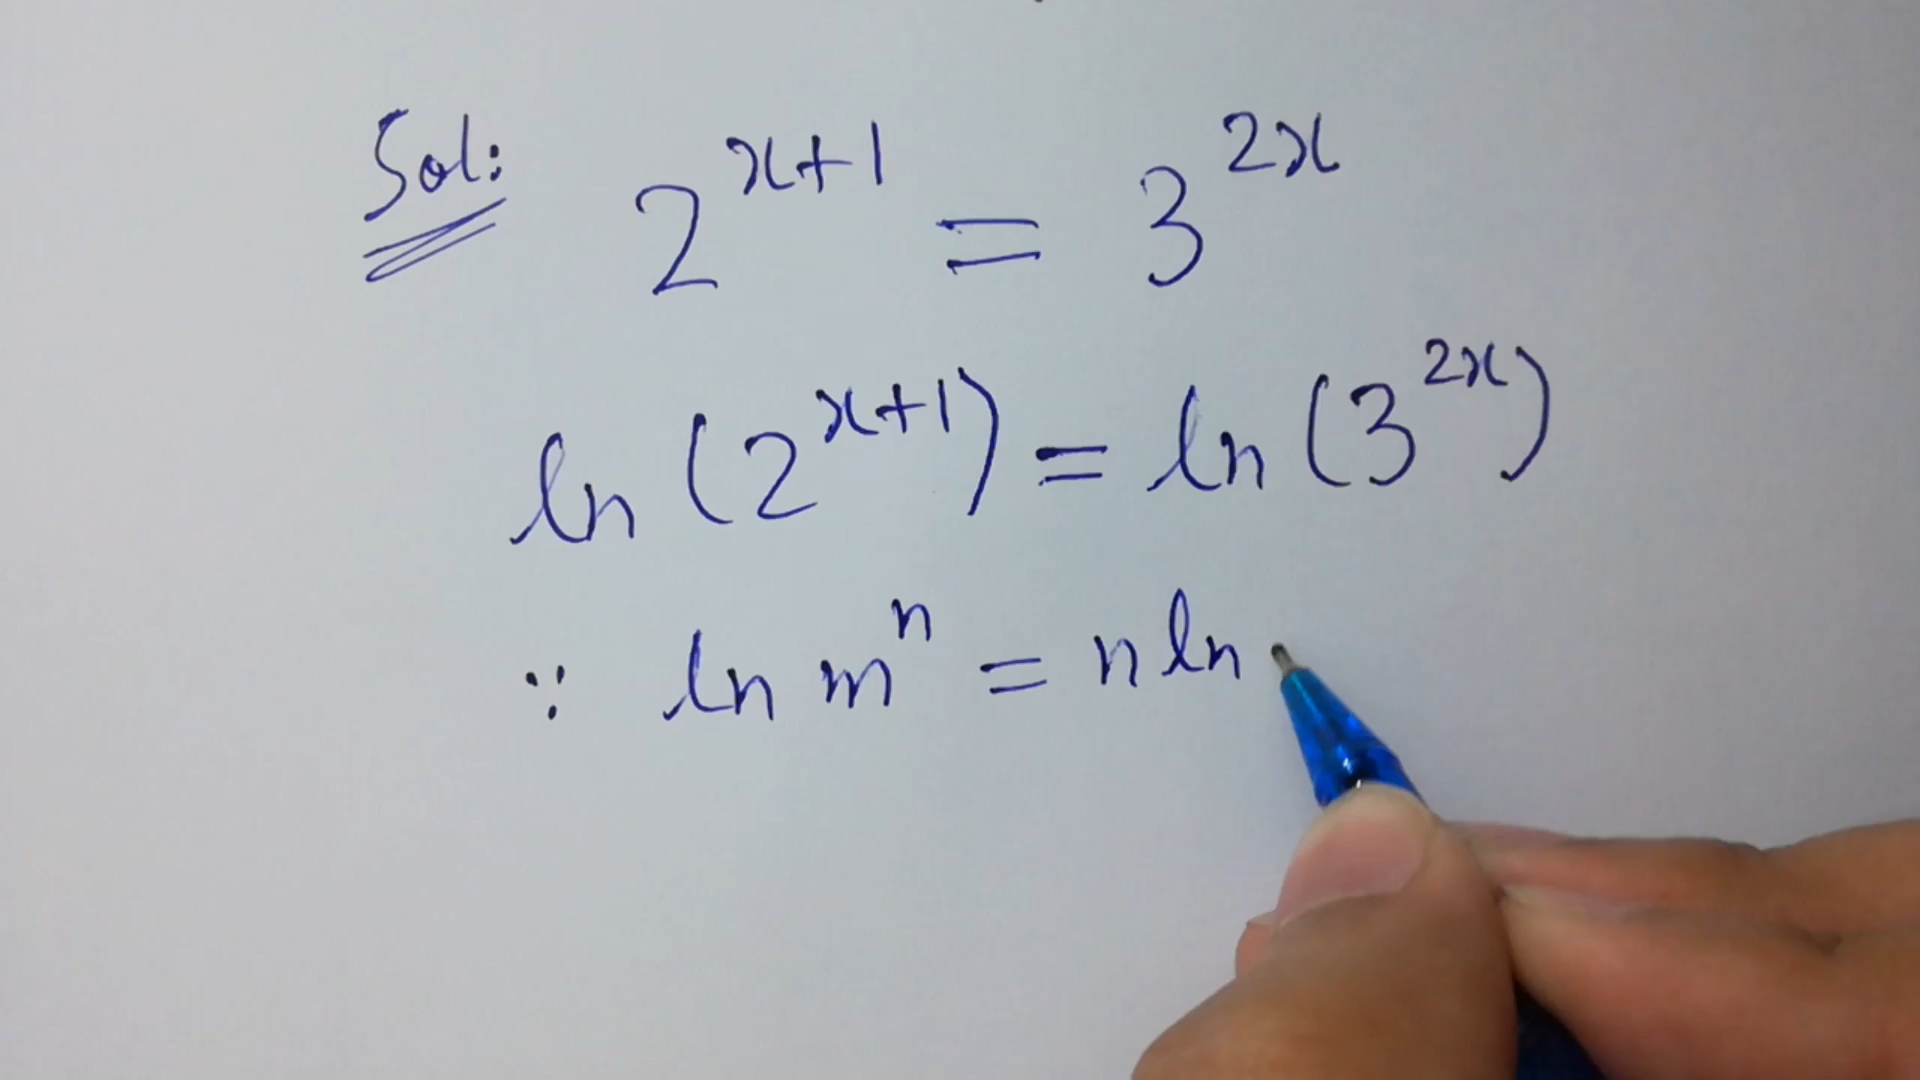 Sol: 2^{x+1} = 3^{2x}
ln (2^{x+1}) = ln (3^{2x})
∵ ln m^n = n ln